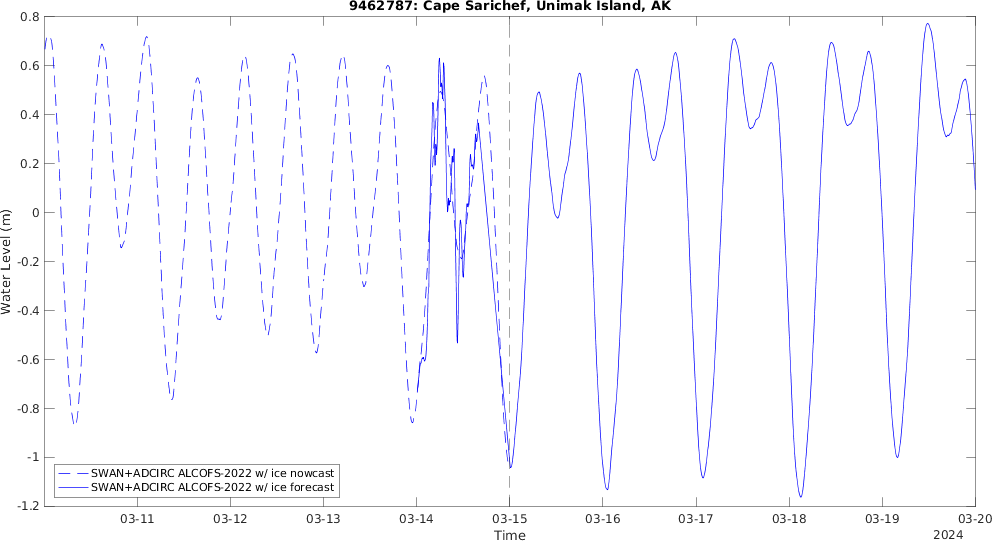 9462787: Cape Sarichef, Unimak Island, AK
0.8
0.6
0.4
0.2
0
-0.2
-0.4
-0.6
-0.8
-1
-1.2
Water Level (m)
SWAN+ADCIRC ALCOFS-2022 w/ ice nowcast
SWAN+ADCIRC ALCOFS-2022 w/ ice forecast
03-11 03-12 03-13 03-14 03-15 03-16 03-17 03-18 03-19 03-20
Time
2024